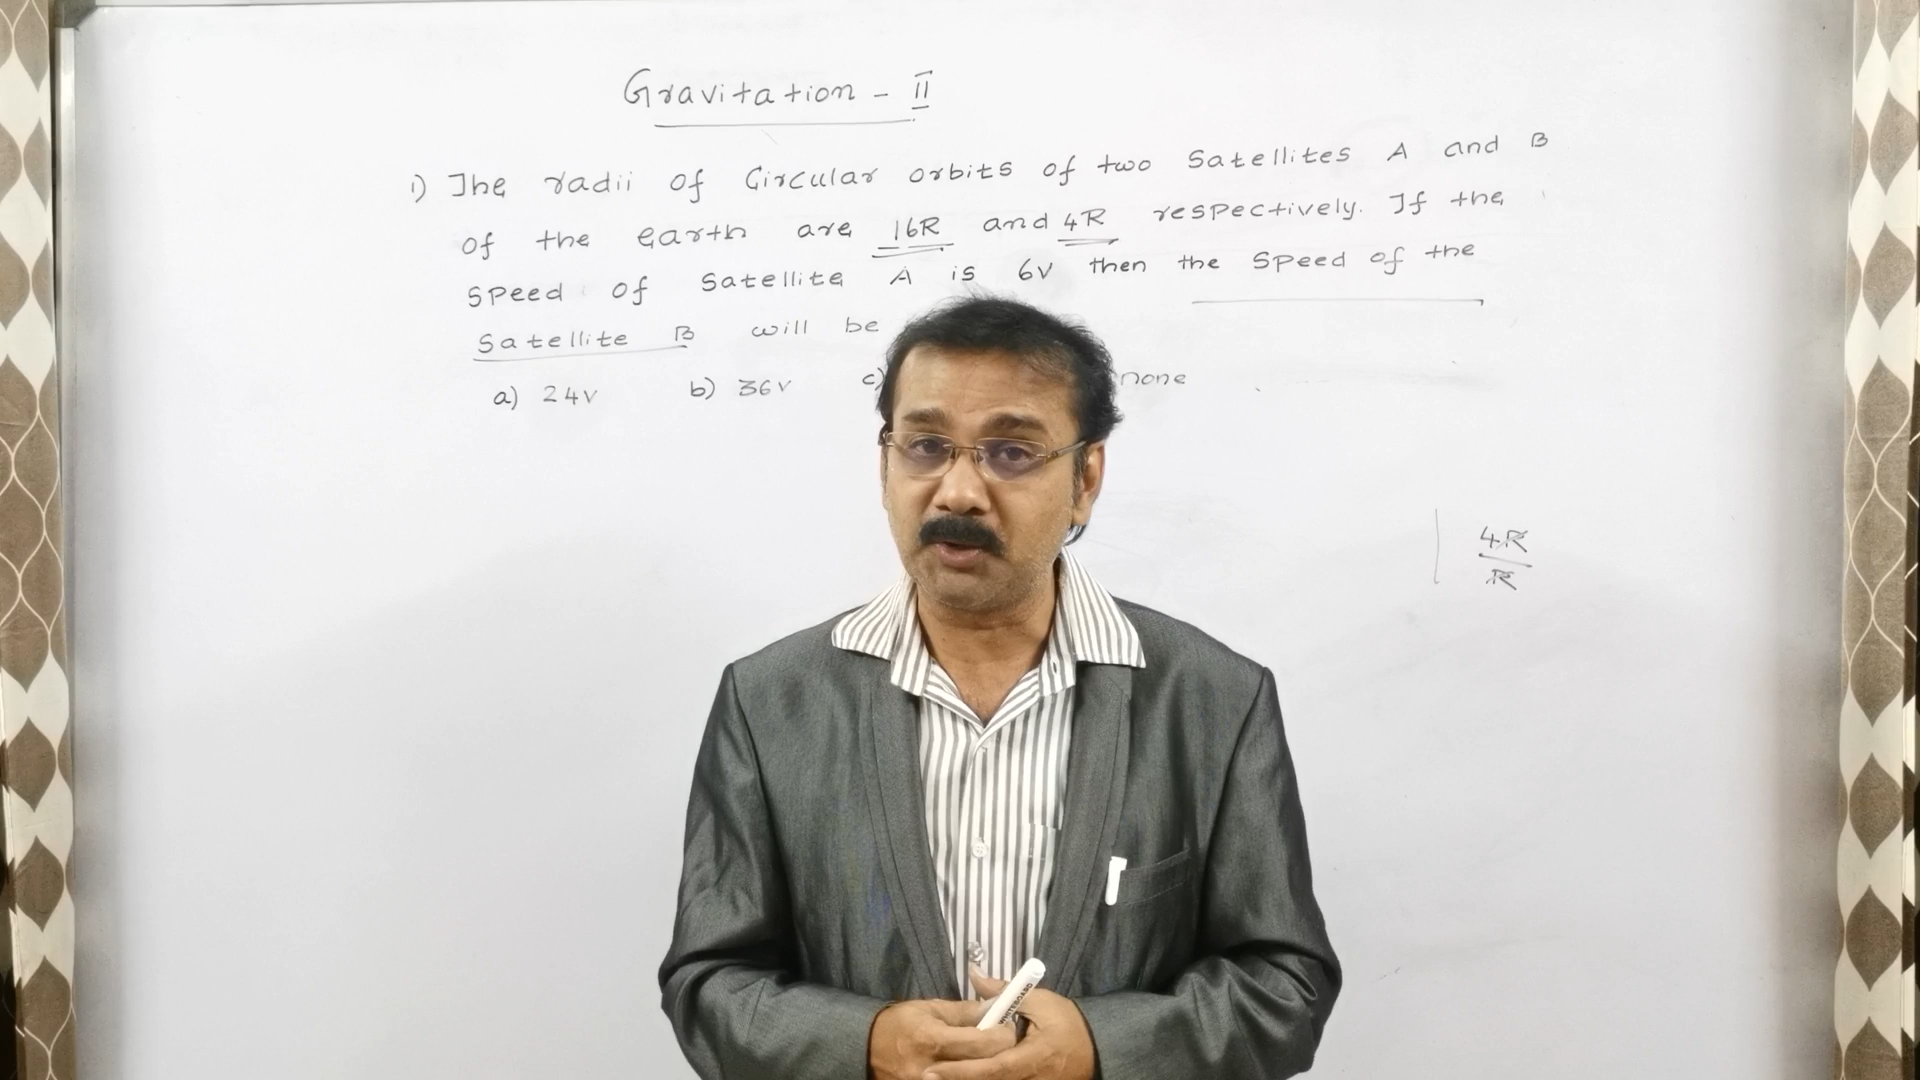 Gravitation - II
1) The radii of Circular orbits of two Satellites A and B
of the earth are 16R and 4R respectively. If the
Speed of Satellite A is 6V then the Speed of the
Satellite B will be
a) 24V b) 36V c) none
4R
R
WHITEBOARD